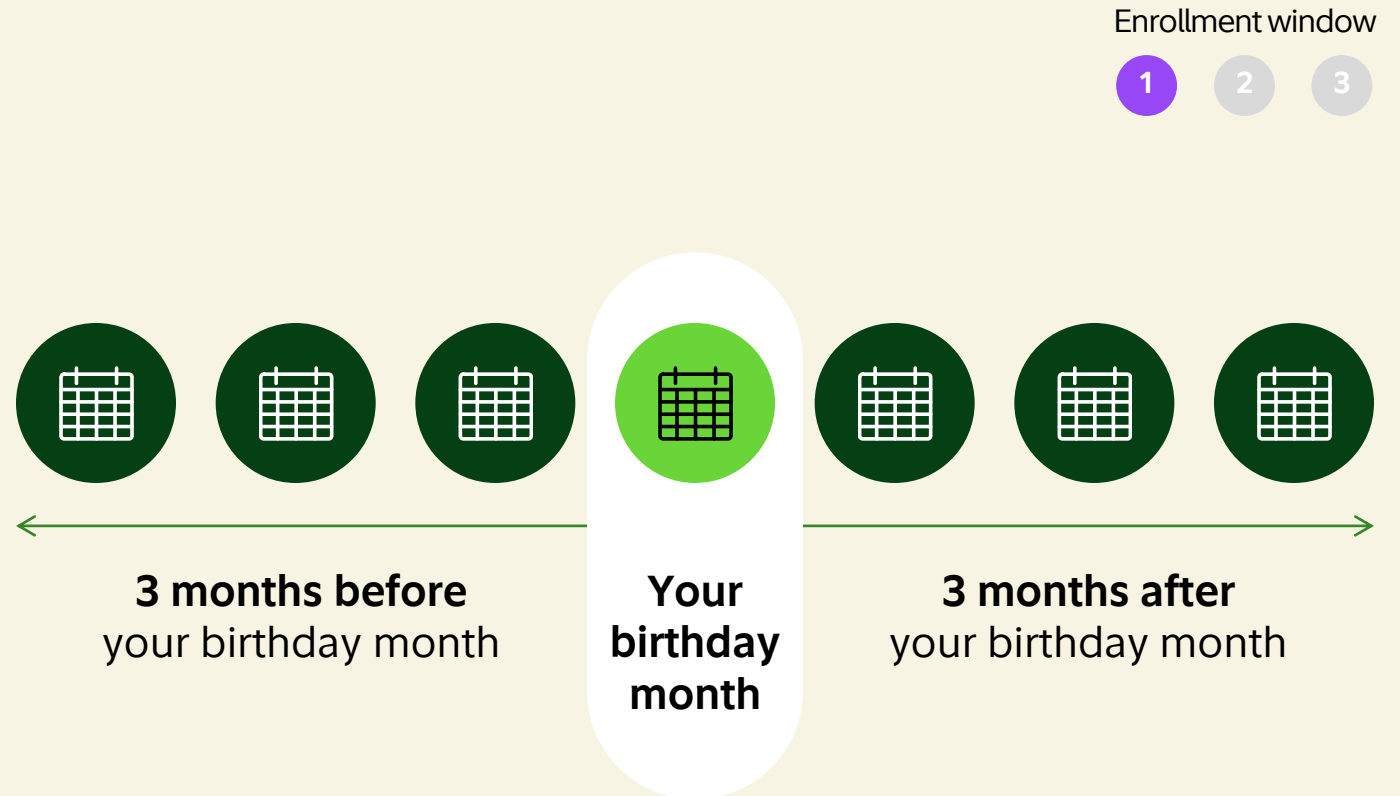 Enrollment window
1 2 3
3 months before
your birthday month
Your
birthday
month
3 months after
your birthday month